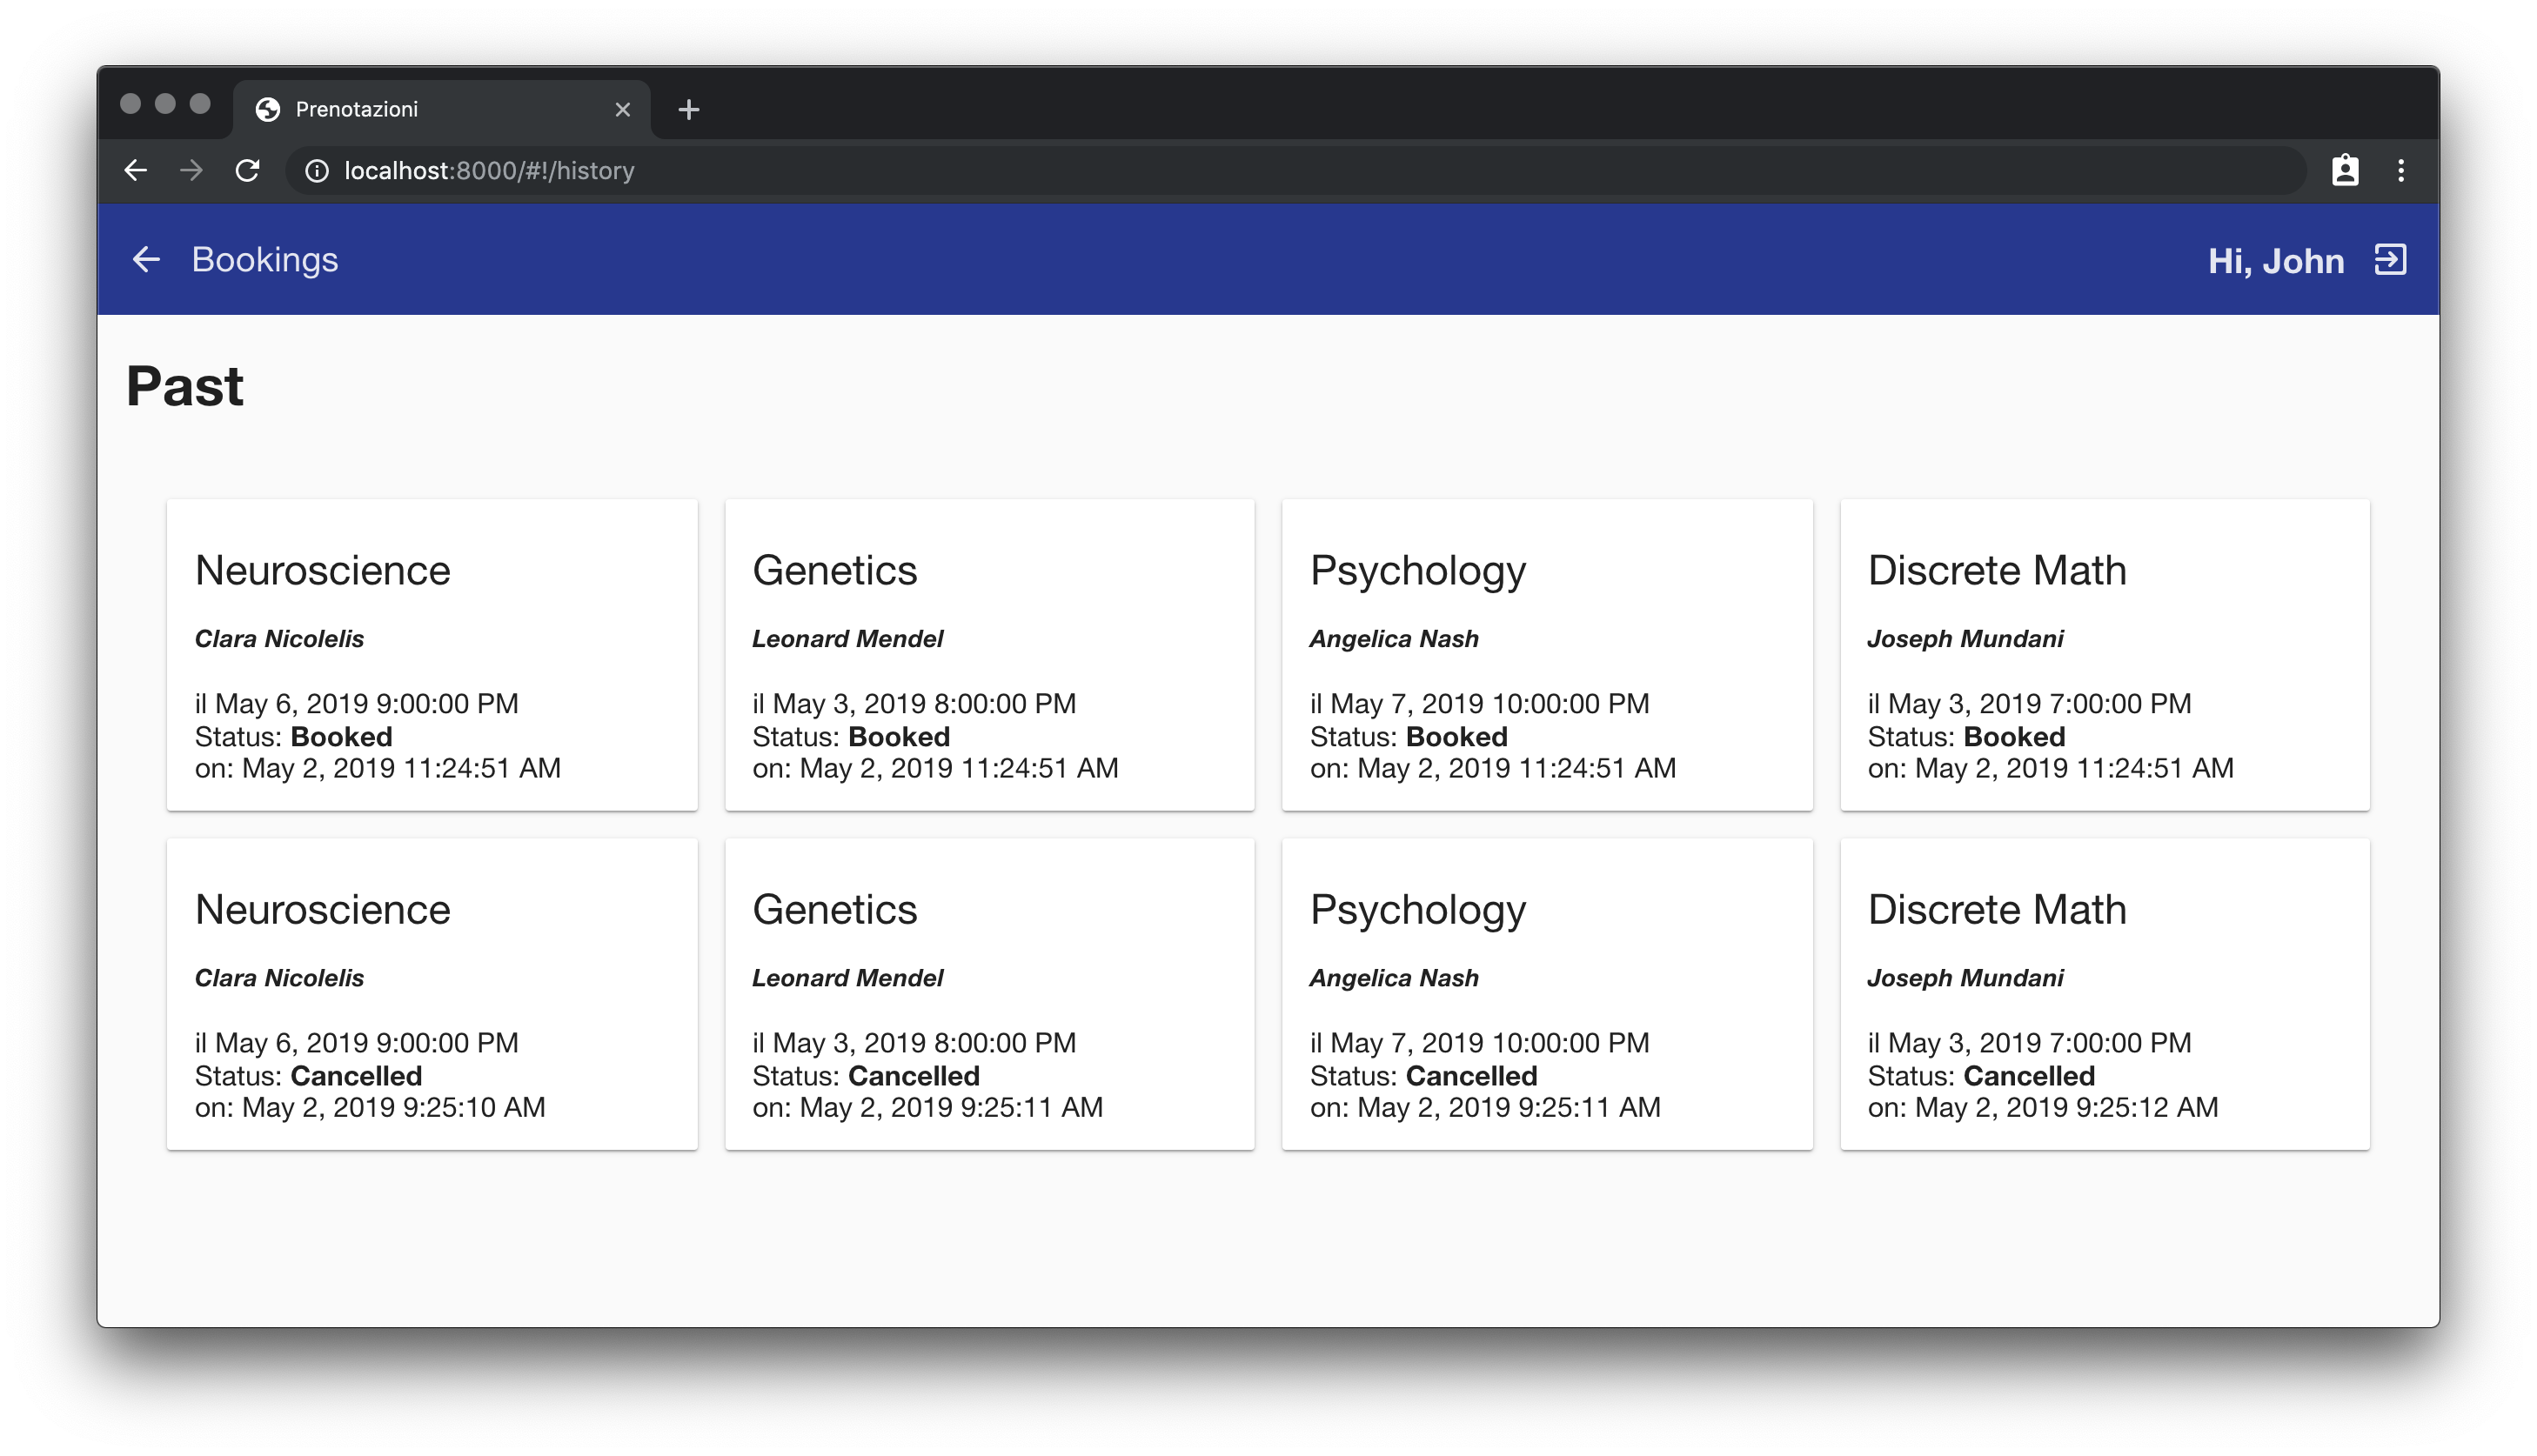 Prenotazioni
localhost:8000/#!/history
Bookings
Hi, John
Past
Neuroscience
Clara Nicolelis
il May 6, 2019 9:00:00 PM
Status: Booked
on: May 2, 2019 11:24:51 AM
Genetics
Leonard Mendel
il May 3, 2019 8:00:00 PM
Status: Booked
on: May 2, 2019 11:24:51 AM
Psychology
Angelica Nash
il May 7, 2019 10:00:00 PM
Status: Booked
on: May 2, 2019 11:24:51 AM
Discrete Math
Joseph Mundani
il May 3, 2019 7:00:00 PM
Status: Booked
on: May 2, 2019 11:24:51 AM
Neuroscience
Clara Nicolelis
il May 6, 2019 9:00:00 PM
Status: Cancelled
on: May 2, 2019 9:25:10 AM
Genetics
Leonard Mendel
il May 3, 2019 8:00:00 PM
Status: Cancelled
on: May 2, 2019 9:25:11 AM
Psychology
Angelica Nash
il May 7, 2019 10:00:00 PM
Status: Cancelled
on: May 2, 2019 9:25:11 AM
Discrete Math
Joseph Mundani
il May 3, 2019 7:00:00 PM
Status: Cancelled
on: May 2, 2019 9:25:12 AM